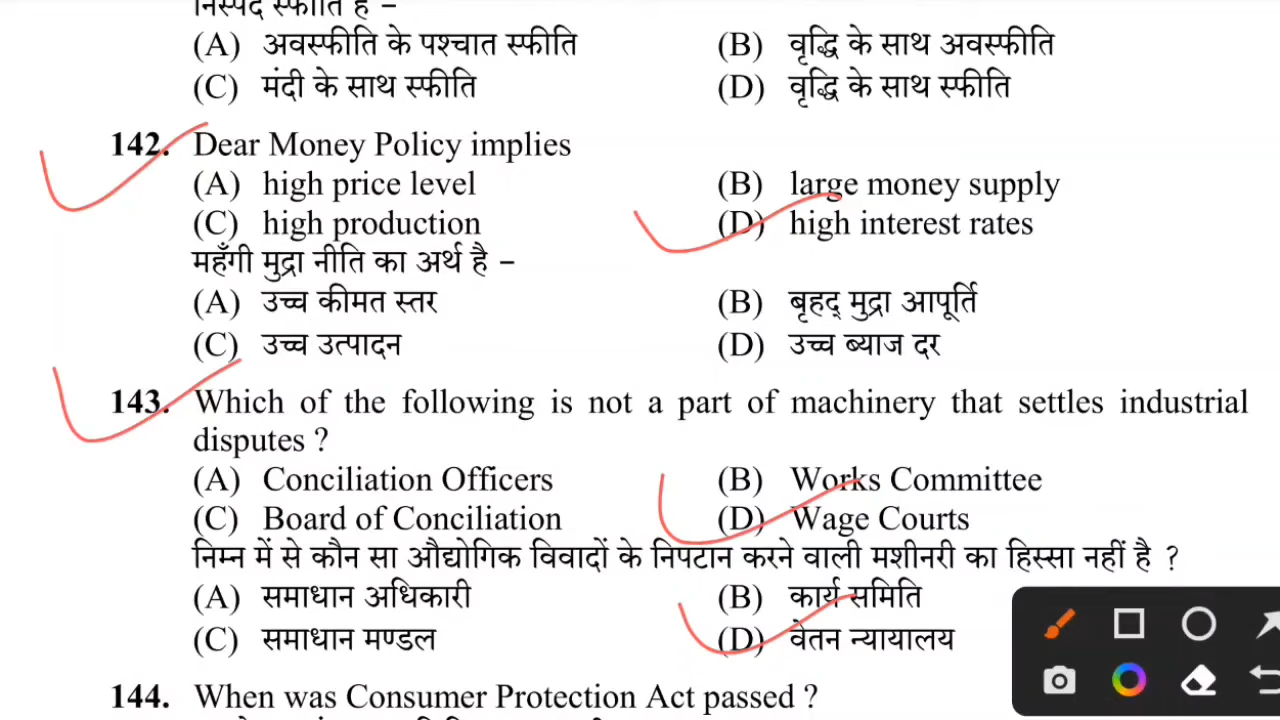 निस्पंद स्फीति है –
(A) अवस्फीति के पश्चात स्फीति (B) वृद्धि के साथ अवस्फीति
(C) मंदी के साथ स्फीति (D) वृद्धि के साथ स्फीति
142. Dear Money Policy implies
(A) high price level (B) large money supply
(C) high production (D) high interest rates
महँगी मुद्रा नीति का अर्थ है –
(A) उच्च कीमत स्तर (B) बृहद् मुद्रा आपूर्ति
(C) उच्च उत्पादन (D) उच्च ब्याज दर
143. Which of the following is not a part of machinery that settles industrial
disputes ?
(A) Conciliation Officers (B) Works Committee
(C) Board of Conciliation (D) Wage Courts
निम्न में से कौन सा औद्योगिक विवादों के निपटान करने वाली मशीनरी का हिस्सा नहीं है ?
(A) समाधान अधिकारी (B) कार्य समिति
(C) समाधान मण्डल (D) वेतन न्यायालय
144. When was Consumer Protection Act passed ?